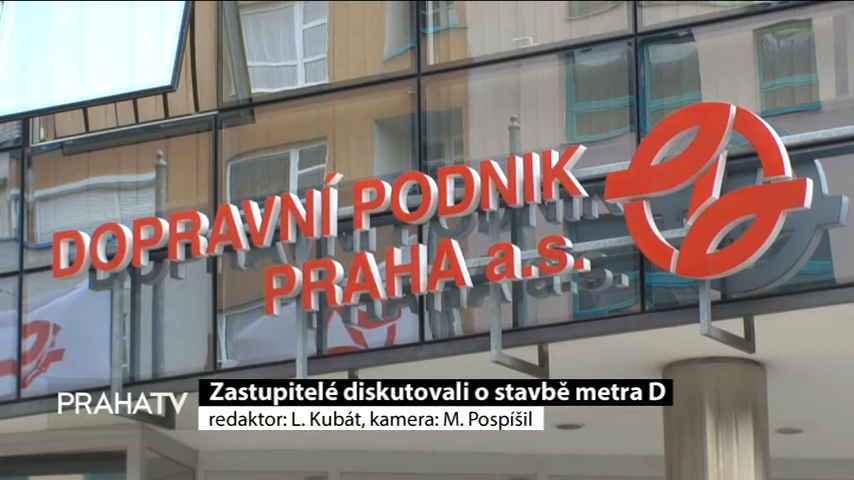 DOPRAVNÍ PODNIK
PRAHA a.s.
PRAHATV
Zastupitelé diskutovali o stavbě metra D
redaktor: L. Kubát, kamera: M. Pospíšil